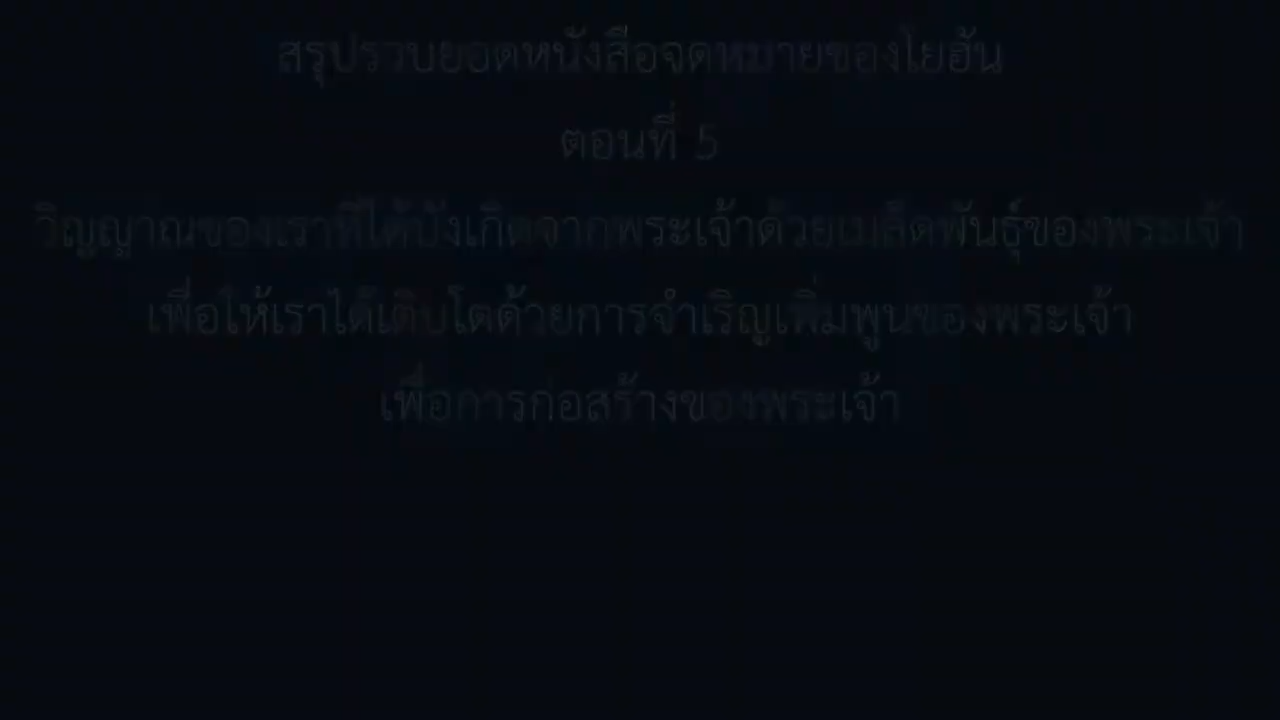 สรุปรวบยอดหนังสือจดหมายของโยฮัน
ตอนที่ 5
วิญญาณของเราที่ได้บังเกิดจากพระเจ้าด้วยเมล็ดพันธุ์ของพระเจ้า
เพื่อให้เราได้เติบโตด้วยการจำเริญเพิ่มพูนของพระเจ้า
เพื่อการก่อสร้างของพระเจ้า